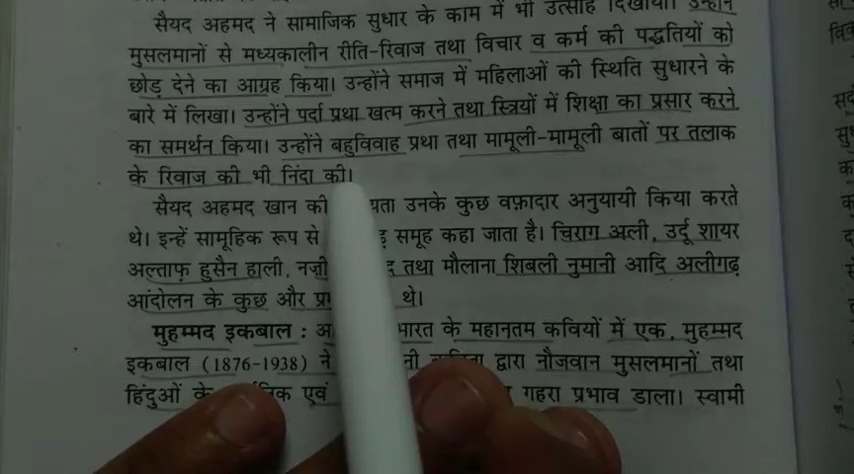 सैयद अहमद ने सामाजिक सुधार के काम में भी उत्साह दिखाया। उन्होंने
मुसलमानों से मध्यकालीन रीति-रिवाज तथा विचार व कर्म की पद्धतियों को
छोड़ देने का आग्रह किया। उन्होंने समाज में महिलाओं की स्थिति सुधारने के
बारे में लिखा। उन्होंने पर्दा प्रथा खत्म करने तथा स्त्रियों में शिक्षा का प्रसार करने
का समर्थन किया। उन्होंने बहुविवाह प्रथा तथा मामूली-मामूली बातों पर तलाक
के रिवाज की भी निंदा की।
सैयद अहमद खान की उनके कुछ वफ़ादार अनुयायी किया करते
थे। इन्हें सामूहिक रूप से समूह कहा जाता है। चिराग अली, उर्दू शायर
अल्ताफ़ हुसैन हाली, तथा मौलाना शिबली नुमानी आदि अलीगढ़
आंदोलन के कुछ और थे।
मुहम्मद इकबाल : भारत के महानतम कवियों में एक, मुहम्मद
इकबाल (1876-1938) ने द्वारा नौजवान मुसलमानों तथा
हिंदुओं के एवं गहरा प्रभाव डाला। स्वामी